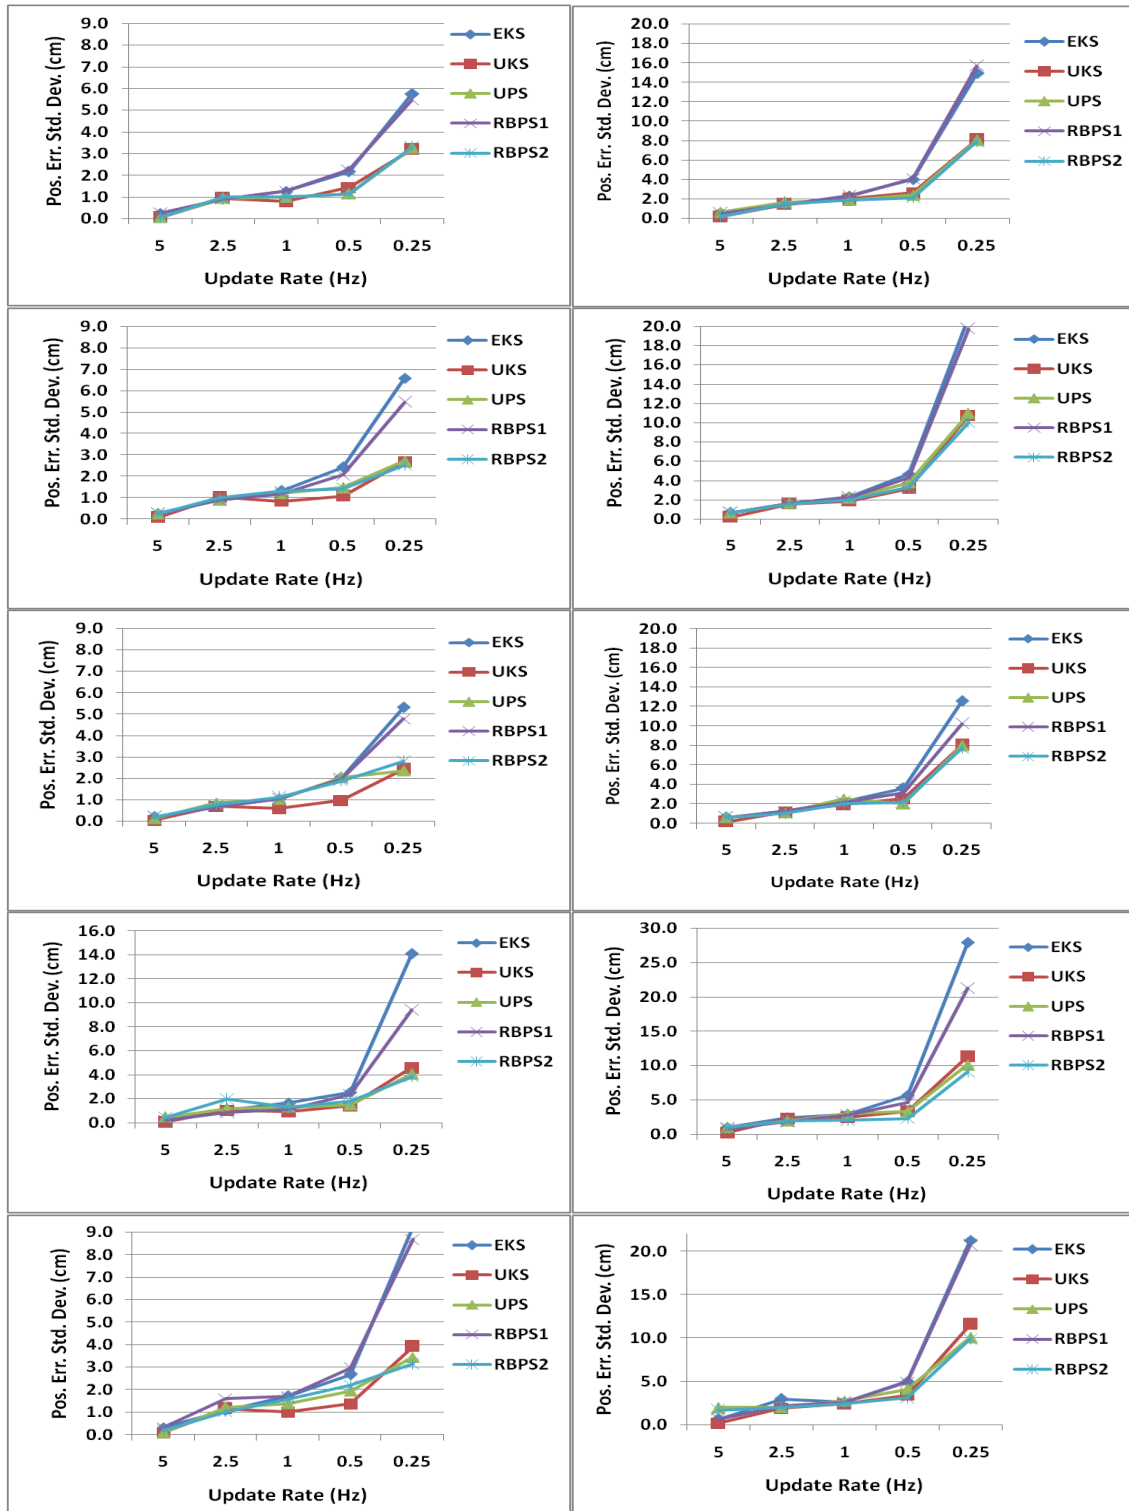 Pos. Err. Std. Dev. (cm)
9.0
8.0
7.0
6.0
5.0
4.0
3.0
2.0
1.0
0.0
5 2.5 1 0.5 0.25
Update Rate (Hz)
EKS
UKS
UPS
RBPS1
RBPS2
Pos. Err. Std. Dev. (cm)
20.0
18.0
16.0
14.0
12.0
10.0
8.0
6.0
4.0
2.0
0.0
5 2.5 1 0.5 0.25
Update Rate (Hz)
EKS
UKS
UPS
RBPS1
RBPS2
Pos. Err. Std. Dev. (cm)
9.0
8.0
7.0
6.0
5.0
4.0
3.0
2.0
1.0
0.0
5 2.5 1 0.5 0.25
Update Rate (Hz)
EKS
UKS
UPS
RBPS1
RBPS2
Pos. Err. Std. Dev. (cm)
20.0
18.0
16.0
14.0
12.0
10.0
8.0
6.0
4.0
2.0
0.0
5 2.5 1 0.5 0.25
Update Rate (Hz)
EKS
UKS
UPS
RBPS1
RBPS2
Pos. Err. Std. Dev. (cm)
9.0
8.0
7.0
6.0
5.0
4.0
3.0
2.0
1.0
0.0
5 2.5 1 0.5 0.25
Update Rate (Hz)
EKS
UKS
UPS
RBPS1
RBPS2
Pos. Err. Std. Dev. (cm)
20.0
18.0
16.0
14.0
12.0
10.0
8.0
6.0
4.0
2.0
0.0
5 2.5 1 0.5 0.25
Update Rate (Hz)
EKS
UKS
UPS
RBPS1
RBPS2
Pos. Err. Std. Dev. (cm)
16.0
14.0
12.0
10.0
8.0
6.0
4.0
2.0
0.0
5 2.5 1 0.5 0.25
Update Rate (Hz)
EKS
UKS
UPS
RBPS1
RBPS2
Pos. Err. Std. Dev. (cm)
30.0
25.0
20.0
15.0
10.0
5.0
0.0
5 2.5 1 0.5 0.25
Update Rate (Hz)
EKS
UKS
UPS
RBPS1
RBPS2
Pos. Err. Std. Dev. (cm)
9.0
8.0
7.0
6.0
5.0
4.0
3.0
2.0
1.0
0.0
5 2.5 1 0.5 0.25
Update Rate (Hz)
EKS
UKS
UPS
RBPS1
RBPS2
Pos. Err. Std. Dev. (cm)
20.0
15.0
10.0
5.0
0.0
5 2.5 1 0.5 0.25
Update Rate (Hz)
EKS
UKS
UPS
RBPS1
RBPS2